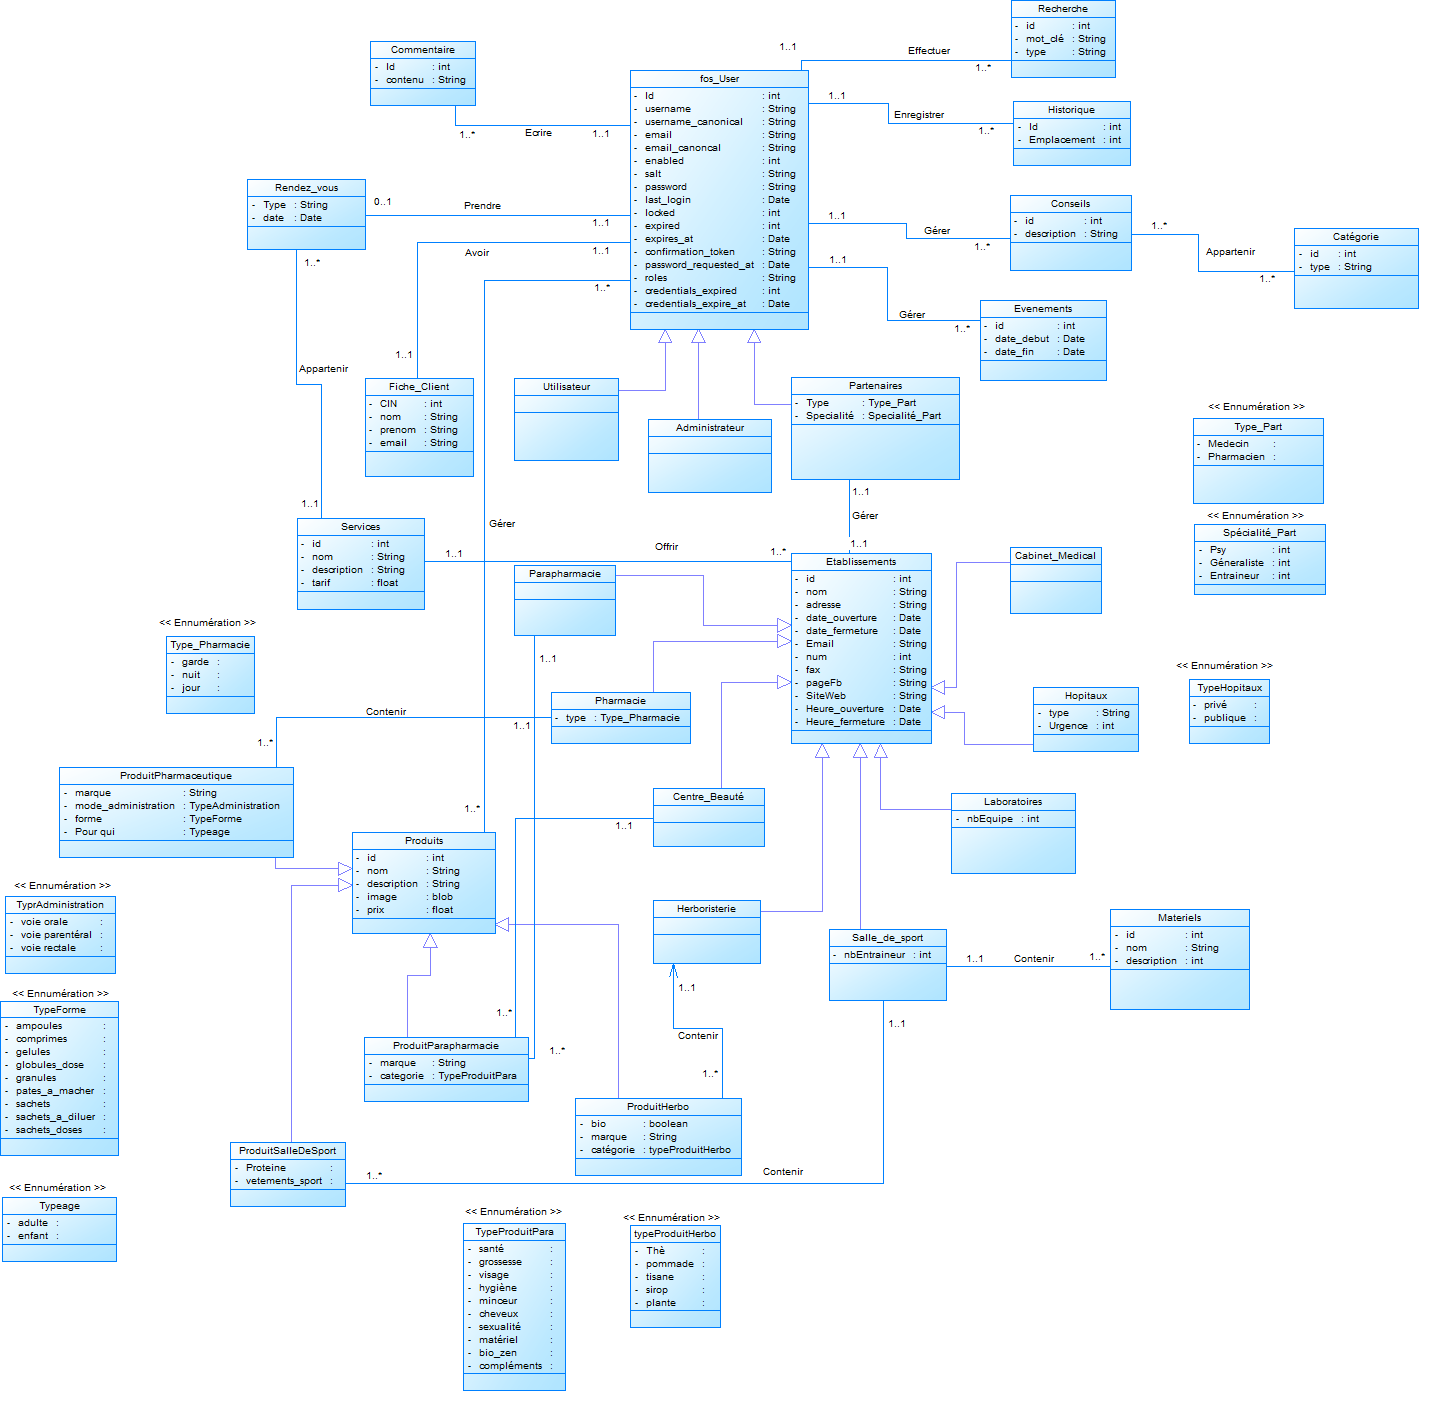 Recherche
- id : int
- mot_clé : String
- type : String
1..1
Effectuer
1..*
Commentaire
- Id : int
- contenu : String
1..*
Ecrire
1..1
fos_User
- Id : int
- username : String
- username_canonical : String
- email : String
- email_canoncal : String
- enabled : int
- salt : String
- password : String
- last_login : Date
- locked : int
- expired : int
- expires_at : Date
- confirmation_token : String
- password_requested_at : Date
- roles : String
- credentials_expired : int
- credentials_expire_at : Date
1..1
Enregistrer
1..*
Historique
- Id : int
- Emplacement : int
Rendez_vous
- Type : String
- date : Date
0..1
Prendre
1..1
1..*
Avoir
1..1
1..*
1..1
Gérer
1..*
Conseils
- id : int
- description : String
1..*
Appartenir
1..*
Catégorie
- id : int
- type : String
1..1
Gérer
1..*
Evenements
- id : int
- date_debut : Date
- date_fin : Date
1..1
Appartenir
Fiche_Client
- CIN : int
- nom : String
- prenom : String
- email : String
Utilisateur
Administrateur
Partenaires
- Type : Type_Part
- Specialité : Specialité_Part
<< Ennumération >>
Type_Part
- Medecin :
- Pharmacien :
<< Ennumération >>
Spécialité_Part
- Psy : int
- Géneraliste : int
- Entraineur : int
1..1
Gérer
1..1
1..1
Services
- id : int
- nom : String
- description : String
- tarif : float
Gérer
1..1
Offrir
1..*
Etablissements
- id : int
- nom : String
- adresse : String
- date_ouverture : Date
- date_fermeture : Date
- Email : String
- num : int
- fax : String
- pageFb : String
- SiteWeb : String
- Heure_ouverture : Date
- Heure_fermeture : Date
Cabinet_Medical
Parapharmacie
1..1
<< Ennumération >>
Type_Pharmacie
- garde :
- nuit :
- jour :
<< Ennumération >>
TypeHopitaux
- privé :
- publique :
Hopitaux
- type : String
- Urgence : int
Pharmacie
- type : Type_Pharmacie
Contenir
1..1
1..*
ProduitPharmaceutique
- marque : String
- mode_administration : TypeAdministration
- forme : TypeForme
- Pour qui : Typeage
Centre_Beauté
1..1
Laboratoires
- nbEquipe : int
1..*
Produits
- id : int
- nom : String
- description : String
- image : blob
- prix : float
<< Ennumération >>
TyprAdministration
- voie orale :
- voie parentéral :
- voie rectale :
Herboristerie
1..1
Contenir
1..*
Salle_de_sport
- nbEntraineur : int
1..1
Contenir
1..*
Materiels
- id : int
- nom : String
- description : int
1..1
<< Ennumération >>
TypeForme
- ampoules :
- comprimes :
- gelules :
- globules_dose :
- granules :
- pates_a_macher :
- sachets :
- sachets_a_diluer :
- sachets_doses :
1..*
1..*
ProduitParapharmacie
- marque : String
- categorie : TypeProduitPara
ProduitHerbo
- bio : boolean
- marque : String
- catégorie : typeProduitHerbo
ProduitSalleDeSport
- Proteine :
- vetements_sport :
1..*
Contenir
<< Ennumération >>
Typeage
- adulte :
- enfant :
<< Ennumération >>
TypeProduitPara
- santé :
- grossesse :
- visage :
- hygiène :
- minceur :
- cheveux :
- sexualité :
- matériel :
- bio_zen :
- compléments :
<< Ennumération >>
typeProduitHerbo
- Thè :
- pommade :
- tisane :
- sirop :
- plante :